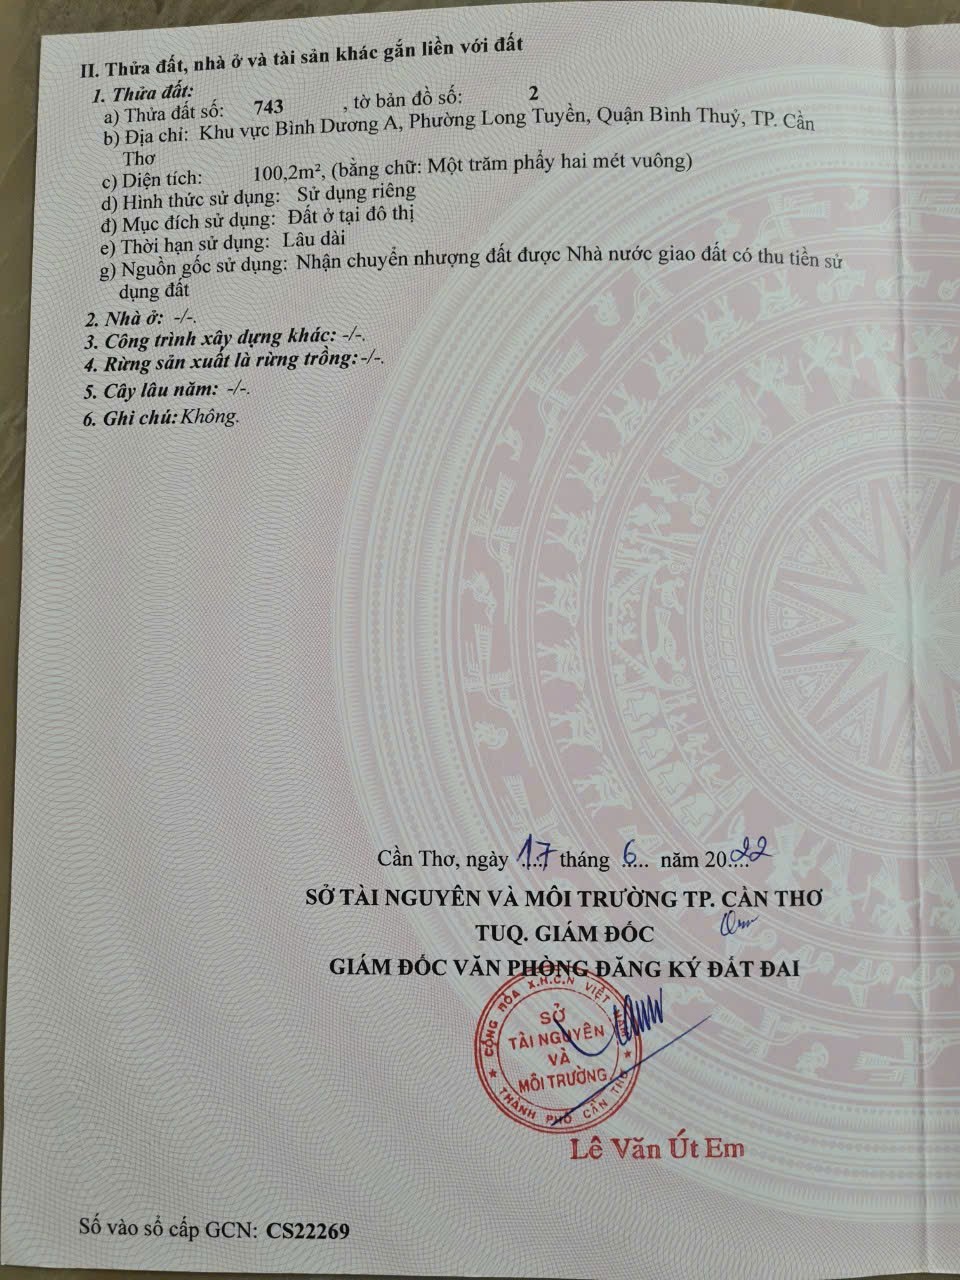 II. Thửa đất, nhà ở và tài sản khác gắn liền với đất
1. Thửa đất:
a) Thửa đất số: 743 , tờ bản đồ số: 2
b) Địa chỉ: Khu vực Bình Dương A, Phường Long Tuyền, Quận Bình Thuỷ, TP. Cần
Thơ
c) Diện tích: 100,2m², (bằng chữ: Một trăm phẩy hai mét vuông)
d) Hình thức sử dụng: Sử dụng riêng
đ) Mục đích sử dụng: Đất ở tại đô thị
e) Thời hạn sử dụng: Lâu dài
g) Nguồn gốc sử dụng: Nhận chuyển nhượng đất được Nhà nước giao đất có thu tiền sử
dụng đất
2. Nhà ở: -/-.
3. Công trình xây dựng khác: -/-.
4. Rừng sản xuất là rừng trồng: -/-.
5. Cây lâu năm: -/-.
6. Ghi chú: Không.
Cần Thơ, ngày 17 tháng 6 năm 2022
SỞ TÀI NGUYÊN VÀ MÔI TRƯỜNG TP. CẦN THƠ
TUQ. GIÁM ĐỐC
GIÁM ĐỐC VĂN PHÒNG ĐĂNG KÝ ĐẤT ĐAI
CỘNG HÒA X.H.C.N VIỆT NAM
SỞ
TÀI NGUYÊN
VÀ
MÔI TRƯỜNG
THÀNH PHỐ CẦN THƠ
Lê Văn Út Em
Số vào sổ cấp GCN: CS22269